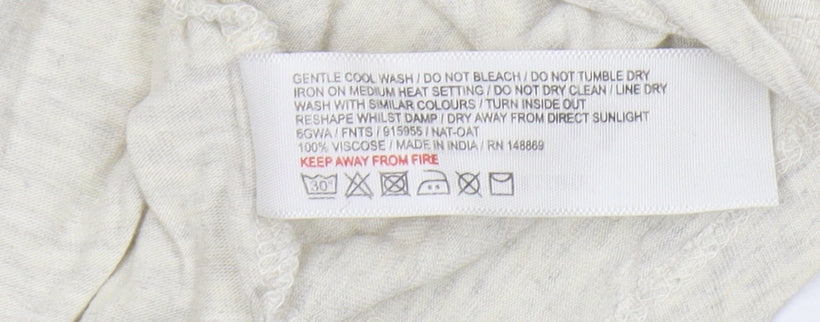 GENTLE COOL WASH / DO NOT BLEACH / DO NOT TUMBLE DRY
IRON ON MEDIUM HEAT SETTING / DO NOT DRY CLEAN / LINE DRY
WASH WITH SIMILAR COLOURS / TURN INSIDE OUT
RESHAPE WHILST DAMP / DRY AWAY FROM DIRECT SUNLIGHT
6GWA / FNTS / 915955 / NAT-OAT
100% VISCOSE / MADE IN INDIA / RN 148869
KEEP AWAY FROM FIRE
30°